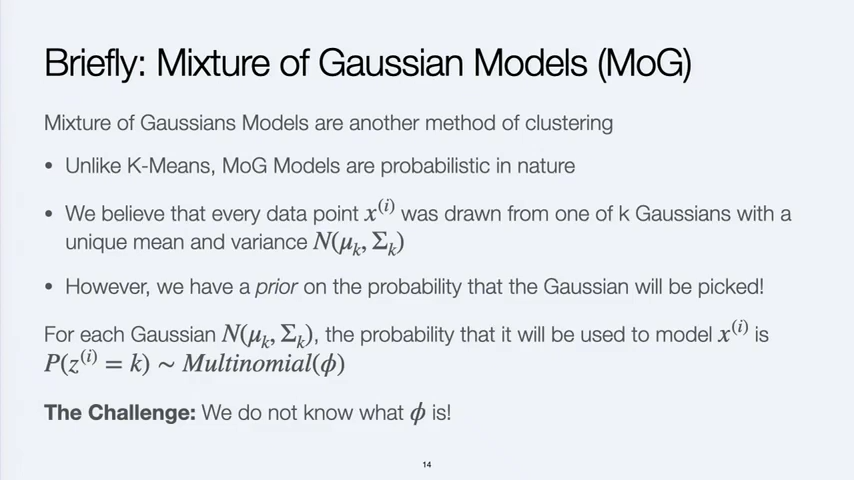 Briefly: Mixture of Gaussian Models (MoG)
Mixture of Gaussians Models are another method of clustering
• Unlike K-Means, MoG Models are probabilistic in nature
• We believe that every data point x^{(i)} was drawn from one of k Gaussians with a
unique mean and variance N(μ_k, Σ_k)
• However, we have a prior on the probability that the Gaussian will be picked!
For each Gaussian N(μ_k, Σ_k), the probability that it will be used to model x^{(i)} is
P(z^{(i)} = k) ∼ Multinomial(ϕ)
The Challenge: We do not know what ϕ is!
14